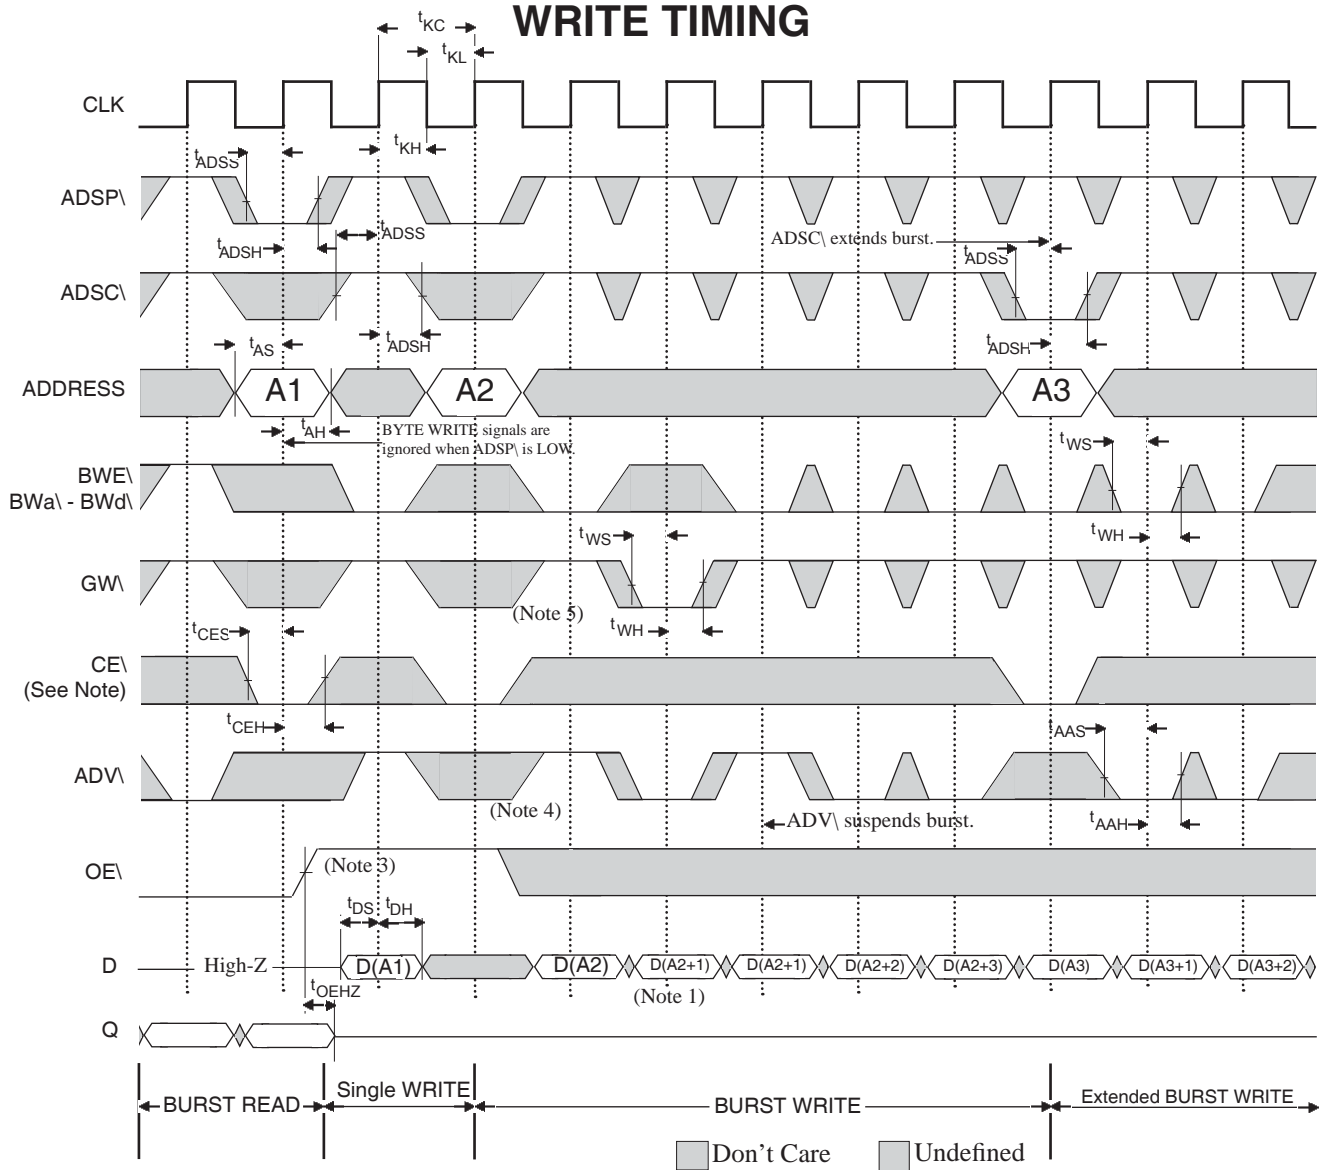 WRITE TIMING
tKC
tKL
CLK
tKH
tADSS
ADSP\
tADSS
tADSH
ADSC\ extends burst.
tADSS
ADSC\
tAS
tADSH
tADSH
ADDRESS
A1
A2
A3
tAH
BYTE WRITE signals are
ignored when ADSP\ is LOW.
tWS
BWE\
BWa\ - BWd\
tWS
tWH
GW\
(Note 5)
tCES
tWH
CE\
(See Note)
tCEH
tAAS
ADV\
(Note 4)
ADV\ suspends burst.
tAAH
OE\
(Note 3)
tDS
tDH
D
High-Z
D(A1)
D(A2)
D(A2+1)
D(A2+1)
D(A2+2)
D(A2+3)
D(A3)
D(A3+1)
D(A3+2)
tOEHZ
(Note 1)
Q
BURST READ
Single WRITE
BURST WRITE
Extended BURST WRITE
Don't Care
Undefined